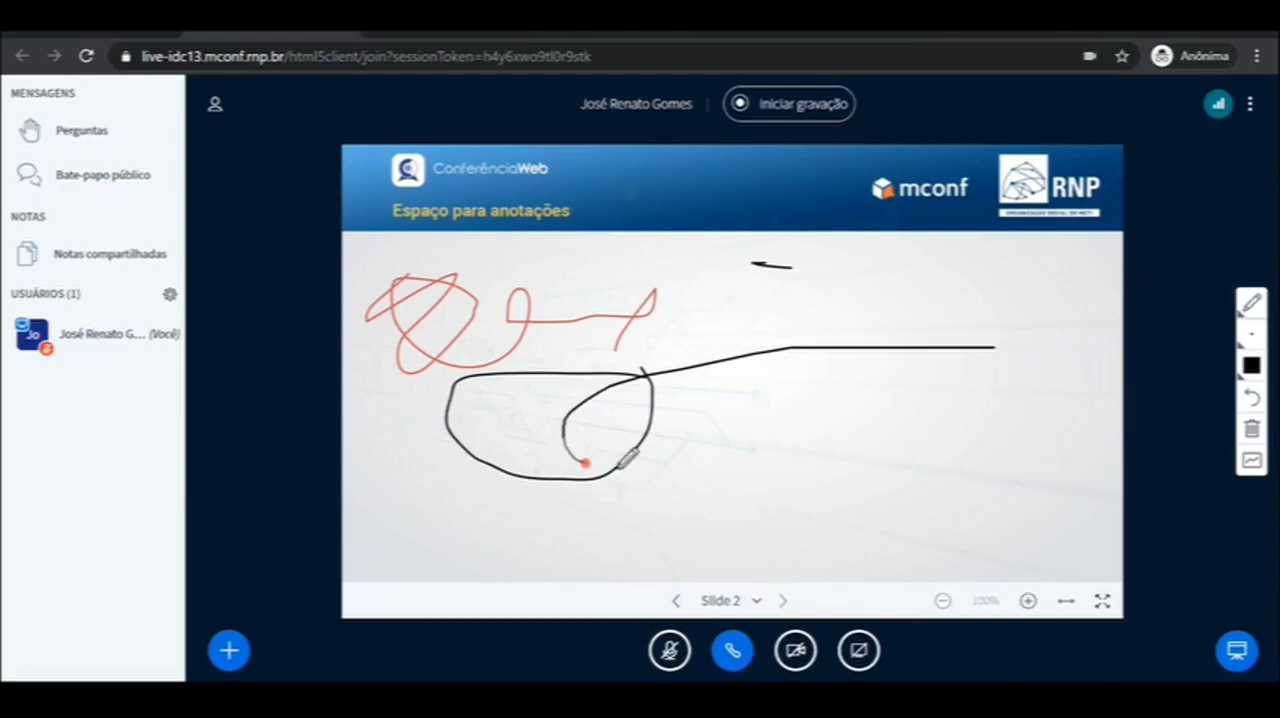 live-idc13.mconf.rnp.br/html5client/join?sessionToken=h4y6xwo9tl0r9stk
Anônima
MENSAGENS
Perguntas
Bate-papo público
NOTAS
Notas compartilhadas
USUÁRIOS (1)
Jo
José Renato G... (Você)
José Renato Gomes
Iniciar gravação
ConferênciaWeb
Espaço para anotações
mconf
RNP
Slide 2
100%